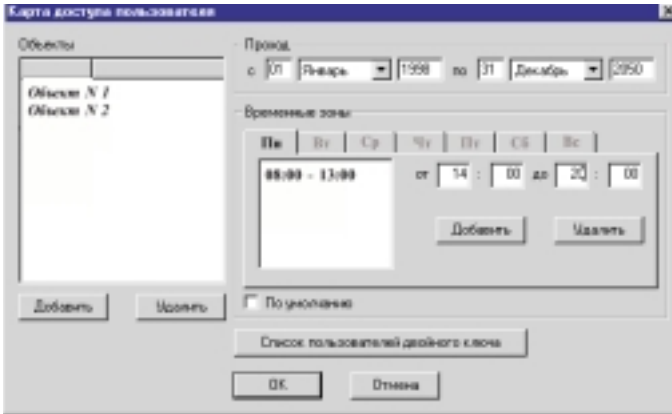 Карта доступа пользователя
Объекты
Объект N 1
Объект N 2
Добавить Удалить
Проход
с 01 Январь 1998 по 31 Декабрь 2050
Временные зоны
Пн Вт Ср Чт Пт Сб Вс
08:00 - 13:00
от 14 : 00 до 20 : 00
Добавить Удалить
По умолчанию
Список пользователей двойного ключа
OK Отмена